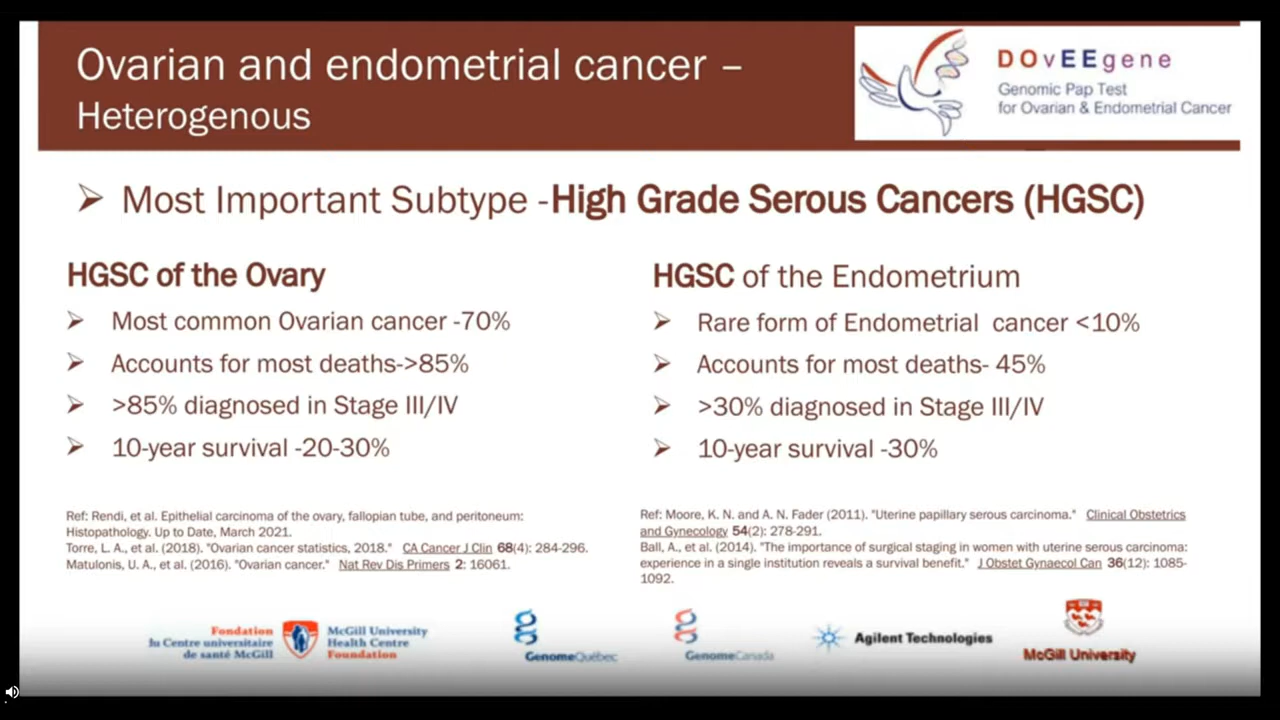 Ovarian and endometrial cancer –
Heterogenous
DOvEEgene
Genomic Pap Test
for Ovarian & Endometrial Cancer
Most Important Subtype -High Grade Serous Cancers (HGSC)
HGSC of the Ovary
Most common Ovarian cancer -70%
Accounts for most deaths->85%
>85% diagnosed in Stage III/IV
10-year survival -20-30%
Ref: Rendi, et al. Epithelial carcinoma of the ovary, fallopian tube, and peritoneum:
Histopathology. Up to Date, March 2021.
Torre, L. A., et al. (2018). "Ovarian cancer statistics, 2018." CA Cancer J Clin 68(4): 284-296.
Matulonis, U. A., et al. (2016). "Ovarian cancer." Nat Rev Dis Primers 2: 16061.
HGSC of the Endometrium
Rare form of Endometrial cancer <10%
Accounts for most deaths- 45%
>30% diagnosed in Stage III/IV
10-year survival -30%
Ref: Moore, K. N. and A. N. Fader (2011). "Uterine papillary serous carcinoma." Clinical Obstetrics
and Gynecology 54(2): 278-291.
Ball, A., et al. (2014). "The importance of surgical staging in women with uterine serous carcinoma:
experience in a single institution reveals a survival benefit." J Obstet Gynaecol Can 36(12): 1085-
1092.
Fondation
du Centre universitaire
de santé McGill
McGill University
Health Centre
Foundation
GenomeQuébec
GenomeCanada
Agilent Technologies
McGill University